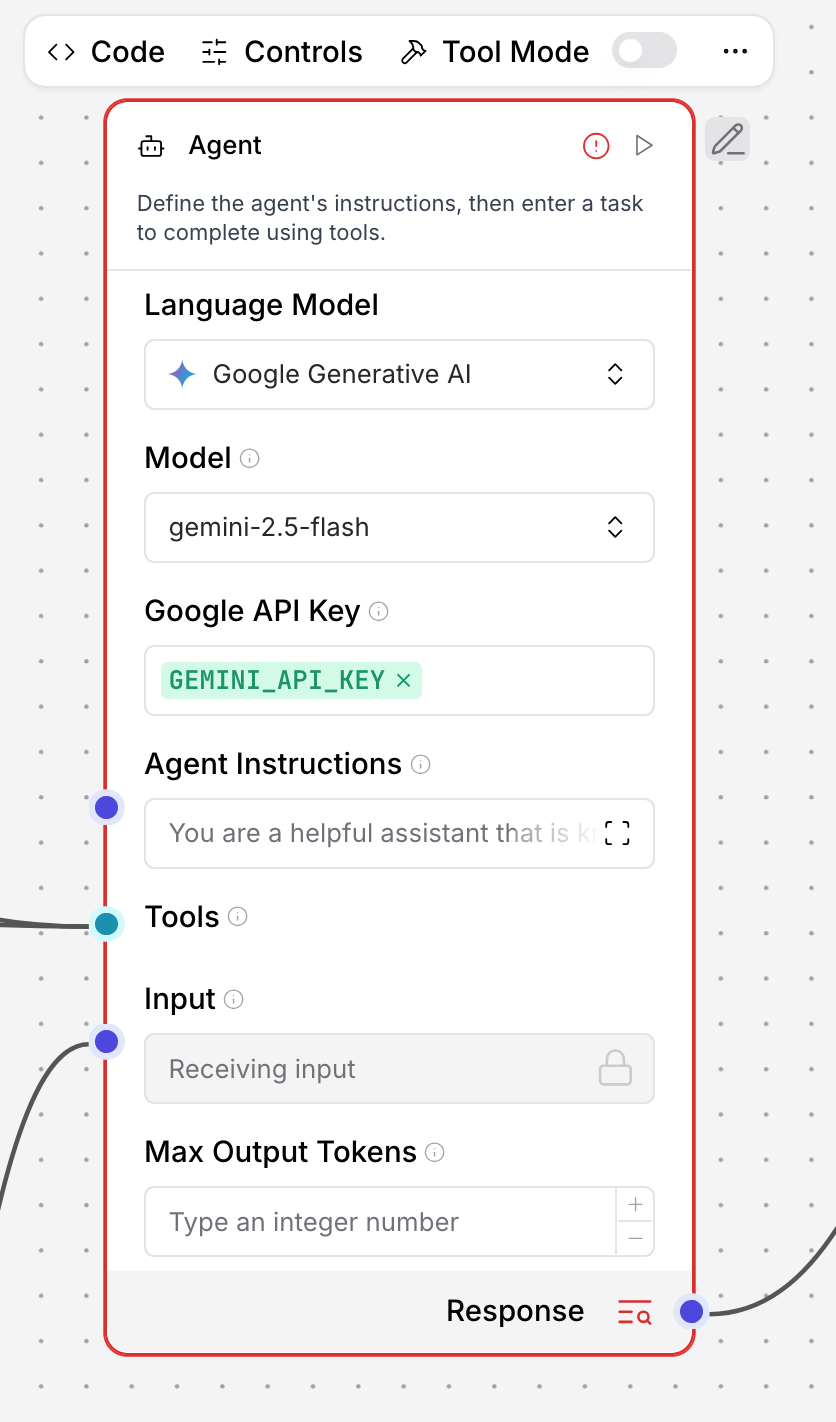 Code Controls Tool Mode
Agent
Define the agent's instructions, then enter a task
to complete using tools.
Language Model
Google Generative AI
Model
gemini-2.5-flash
Google API Key
GEMINI_API_KEY
Agent Instructions
You are a helpful assistant that is
Tools
Input
Receiving input
Max Output Tokens
Type an integer number
Response